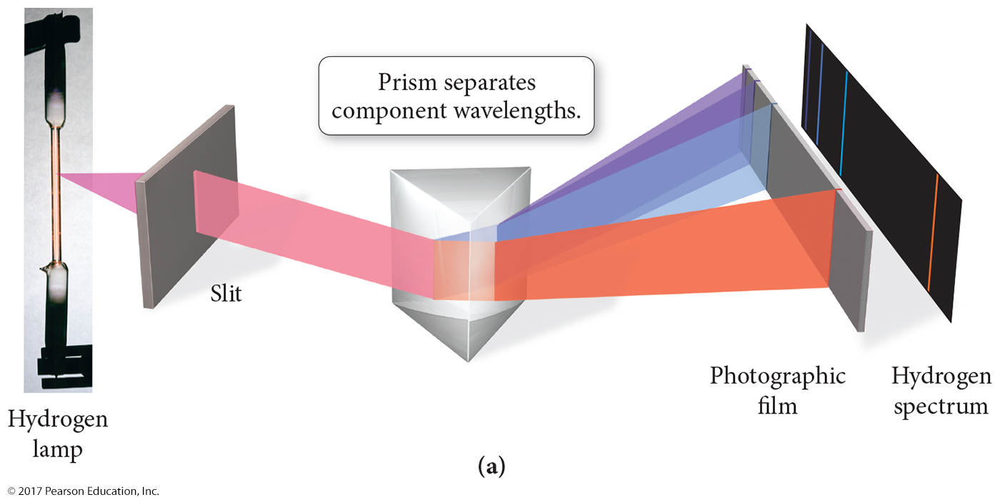 Prism separates
component wavelengths.
Slit
Photographic
film
Hydrogen
spectrum
Hydrogen
lamp
(a)
© 2017 Pearson Education, Inc.